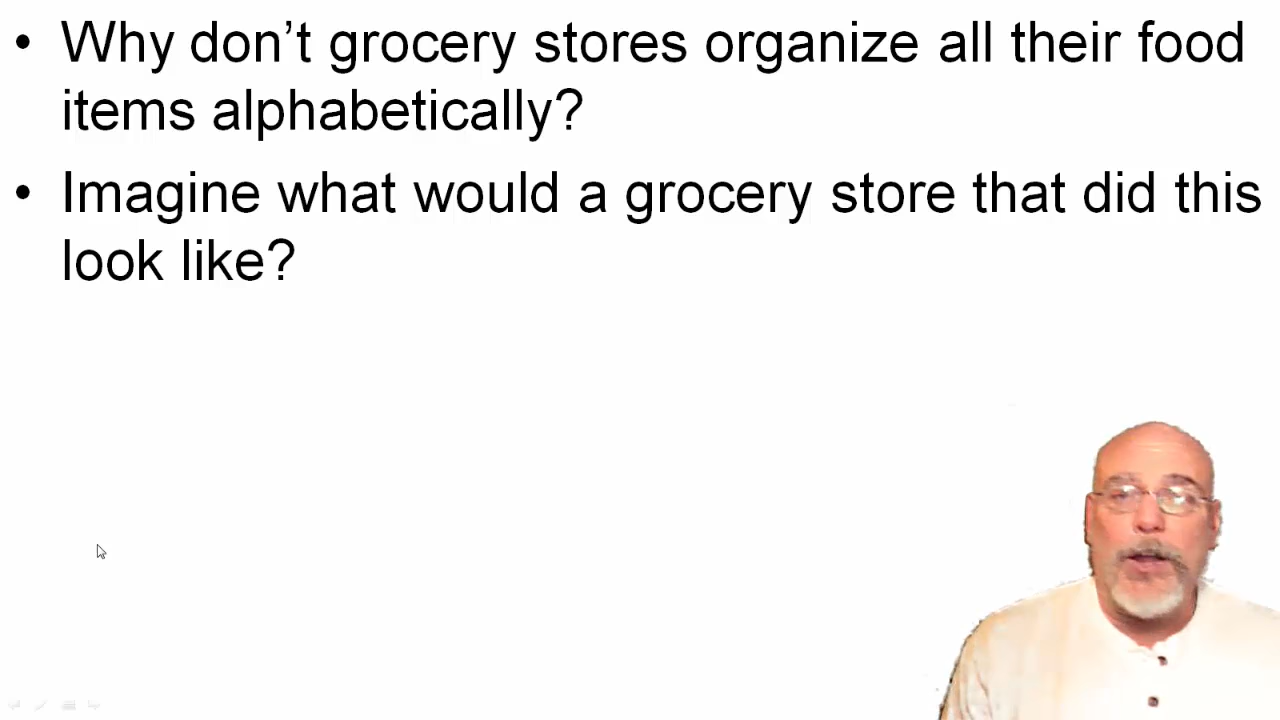 • Why don’t grocery stores organize all their food
items alphabetically?
• Imagine what would a grocery store that did this
look like?